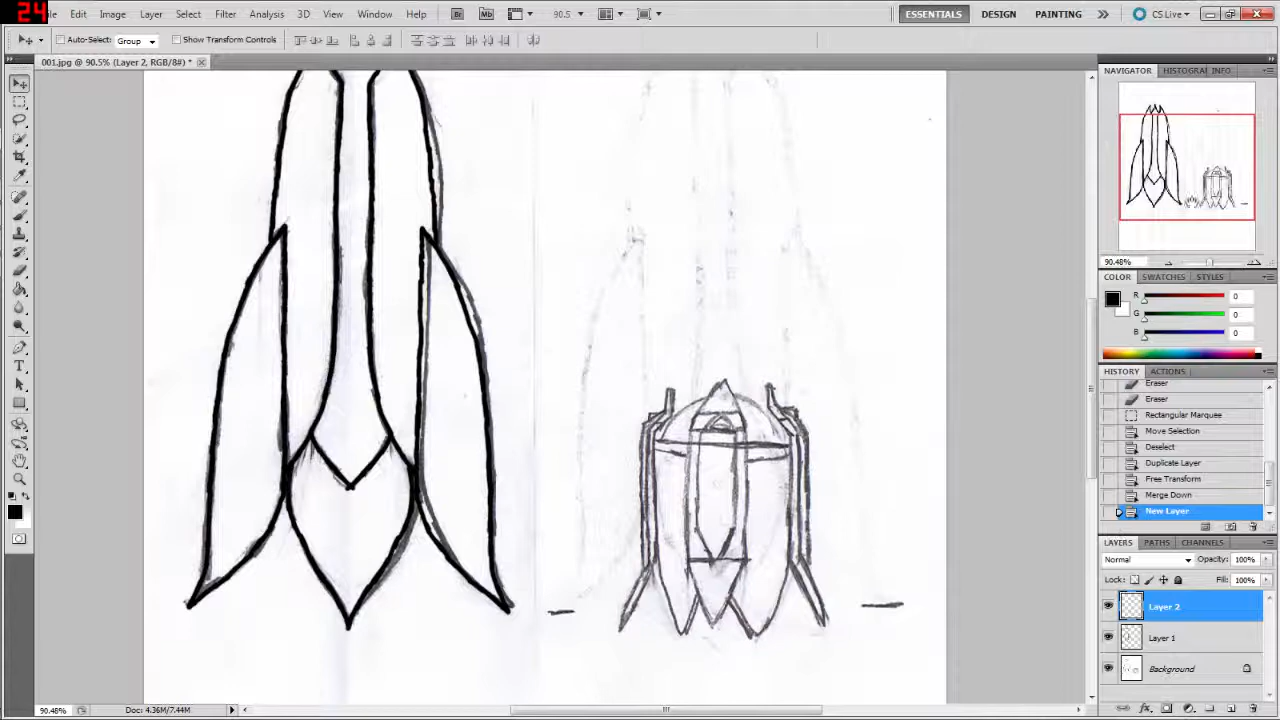 24
Edit Image Layer Select Filter Analysis 3D View Window Help Br Mb 90.5 ESSENTIALS DESIGN PAINTING CS Live
Auto-Select: Group Show Transform Controls
001.jpg @ 90.5% (Layer 2, RGB/8#) *
NAVIGATOR HISTOGRAM INFO
90.48%
COLOR SWATCHES STYLES
R 0
G 0
B 0
HISTORY ACTIONS
Eraser
Eraser
Rectangular Marquee
Move Selection
Deselect
Duplicate Layer
Free Transform
Merge Down
New Layer
LAYERS PATHS CHANNELS
Normal Opacity: 100%
Lock: Fill: 100%
Layer 2
Layer 1
Background
90.48% Doc: 4.36M/7.44M